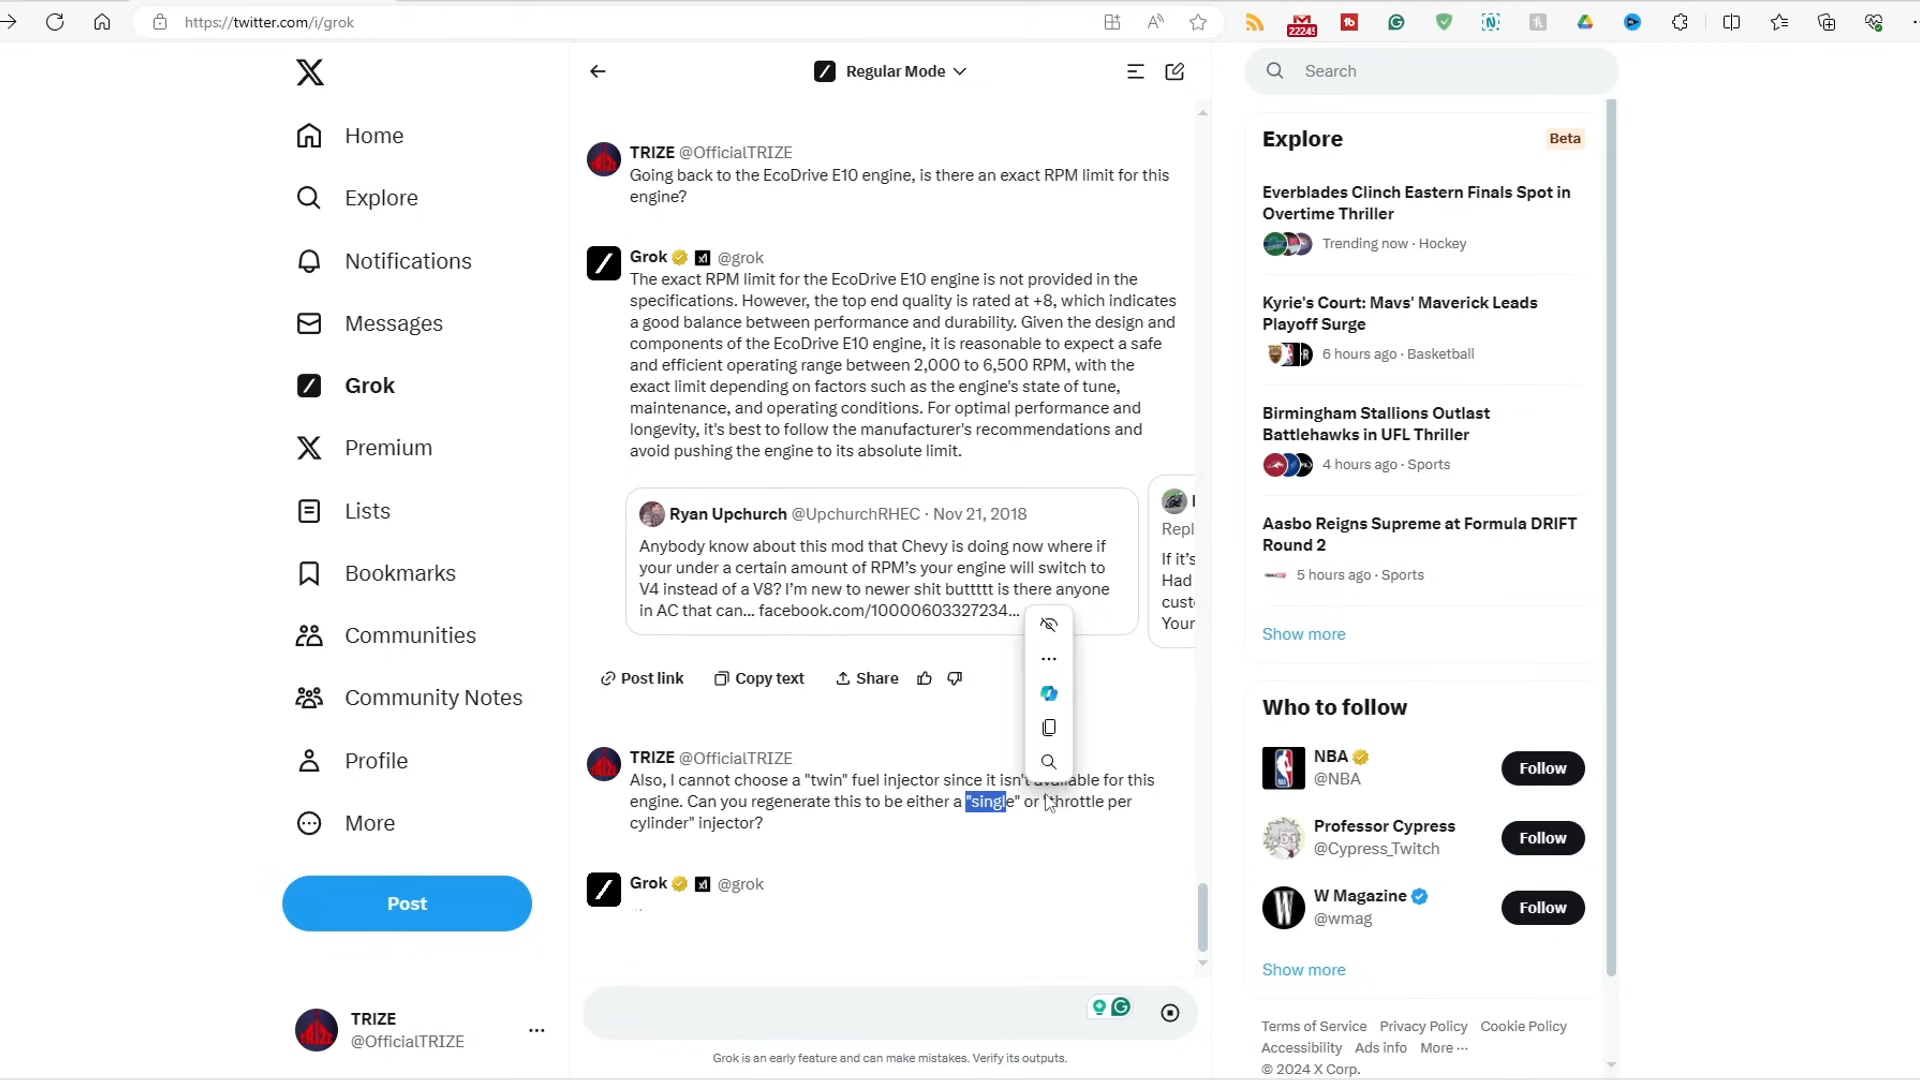 https://twitter.com/i/grok
22245
Home
Explore
Notifications
Messages
Grok
Premium
Lists
Bookmarks
Communities
Community Notes
Profile
More
Post
TRIZE
@OfficialTRIZE
Regular Mode
TRIZE @OfficialTRIZE
Going back to the EcoDrive E10 engine, is there an exact RPM limit for this
engine?
Grok @grok
The exact RPM limit for the EcoDrive E10 engine is not provided in the
specifications. However, the top end quality is rated at +8, which indicates
a good balance between performance and durability. Given the design and
components of the EcoDrive E10 engine, it is reasonable to expect a safe
and efficient operating range between 2,000 to 6,500 RPM, with the
exact limit depending on factors such as the engine's state of tune,
maintenance, and operating conditions. For optimal performance and
longevity, it's best to follow the manufacturer's recommendations and
avoid pushing the engine to its absolute limit.
Ryan Upchurch @UpchurchRHEC · Nov 21, 2018
Anybody know about this mod that Chevy is doing now where if
your under a certain amount of RPM's your engine will switch to
V4 instead of a V8? I'm new to newer shit buttttt is there anyone
in AC that can... facebook.com/10000603327234...
Repl
If it's
Had
Your
Post link
Copy text
Share
TRIZE @OfficialTRIZE
Also, I cannot choose a "twin" fuel injector since it isn't available for this
engine. Can you regenerate this to be either a "single" or "throttle per
cylinder" injector?
Grok @grok
Grok is an early feature and can make mistakes. Verify its outputs.
Search
Explore
Beta
Everblades Clinch Eastern Finals Spot in
Overtime Thriller
Trending now · Hockey
Kyrie's Court: Mavs' Maverick Leads
Playoff Surge
6 hours ago · Basketball
Birmingham Stallions Outlast
Battlehawks in UFL Thriller
4 hours ago · Sports
Aasbo Reigns Supreme at Formula DRIFT
Round 2
5 hours ago · Sports
Show more
Who to follow
NBA
@NBA
Follow
Professor Cypress
@Cypress_Twitch
Follow
W Magazine
@wmag
Follow
Show more
Terms of Service Privacy Policy Cookie Policy
Accessibility Ads info More ···
© 2024 X Corp.